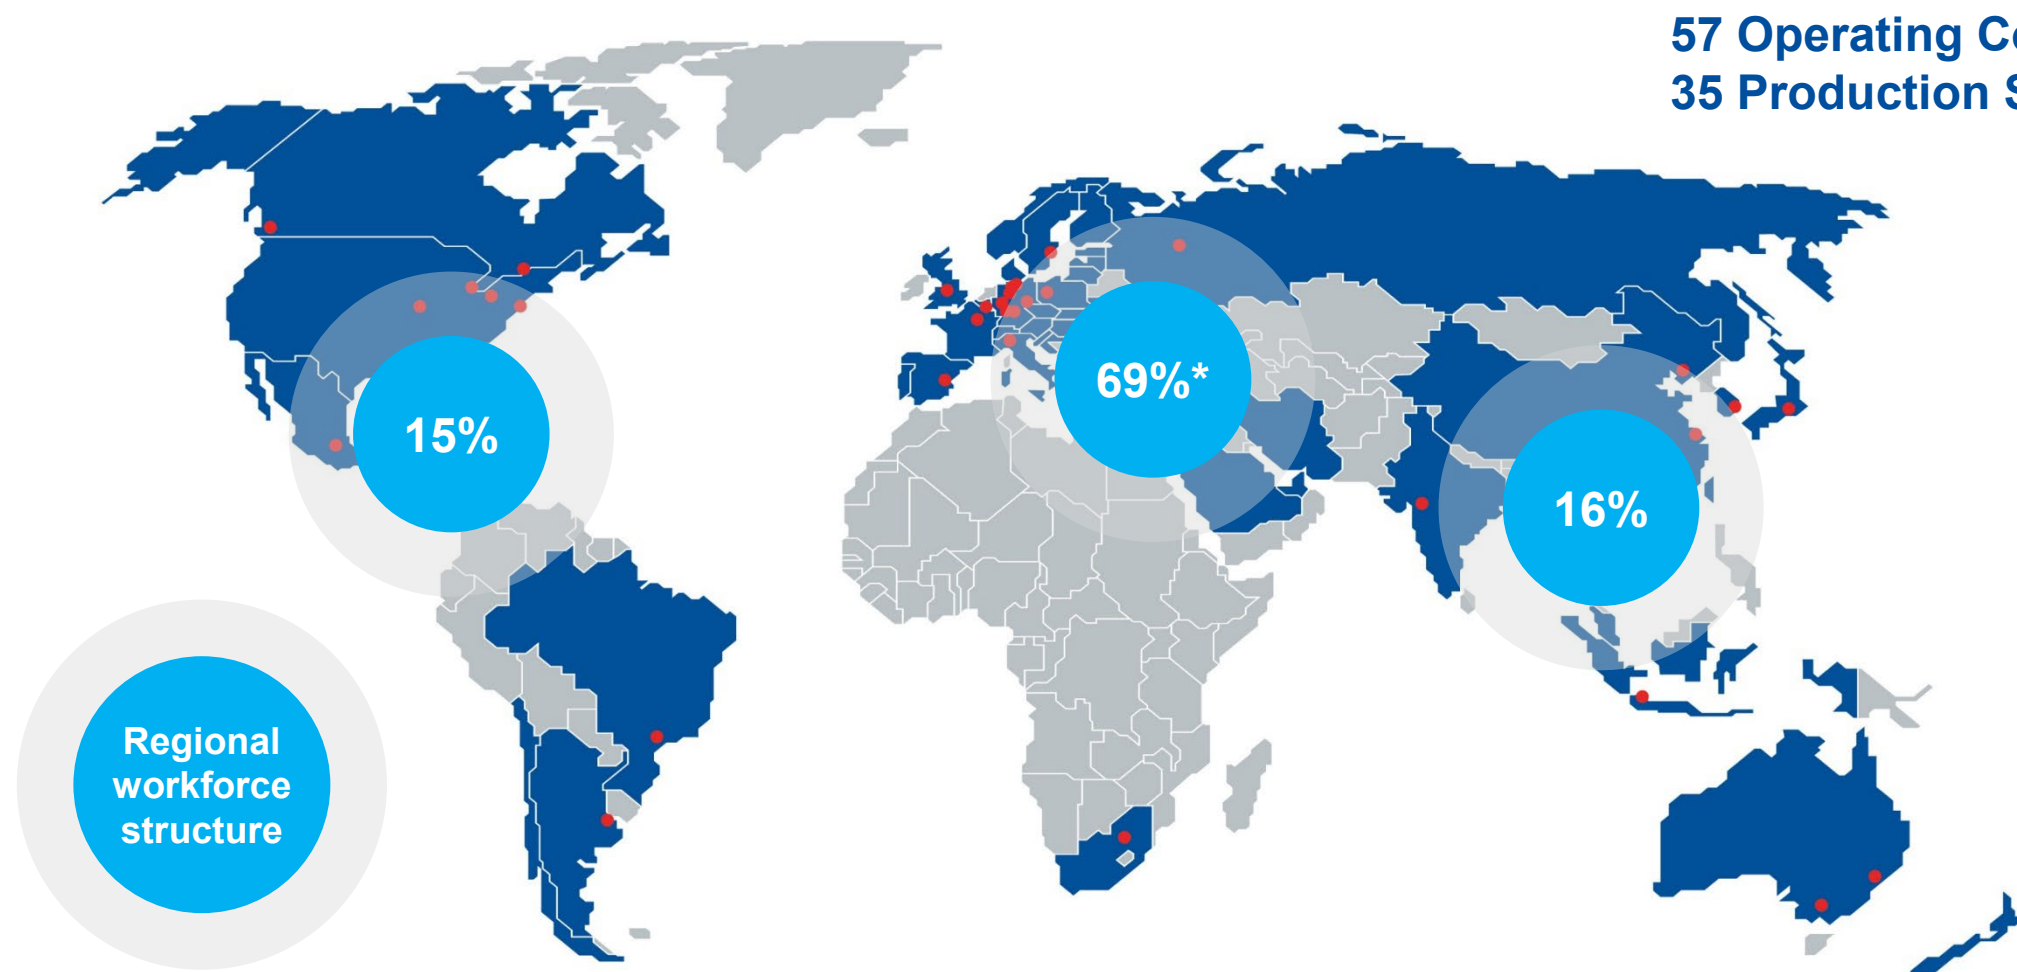 57 Operating
35 Production
69%*
15%
16%
Regional
workforce
structure